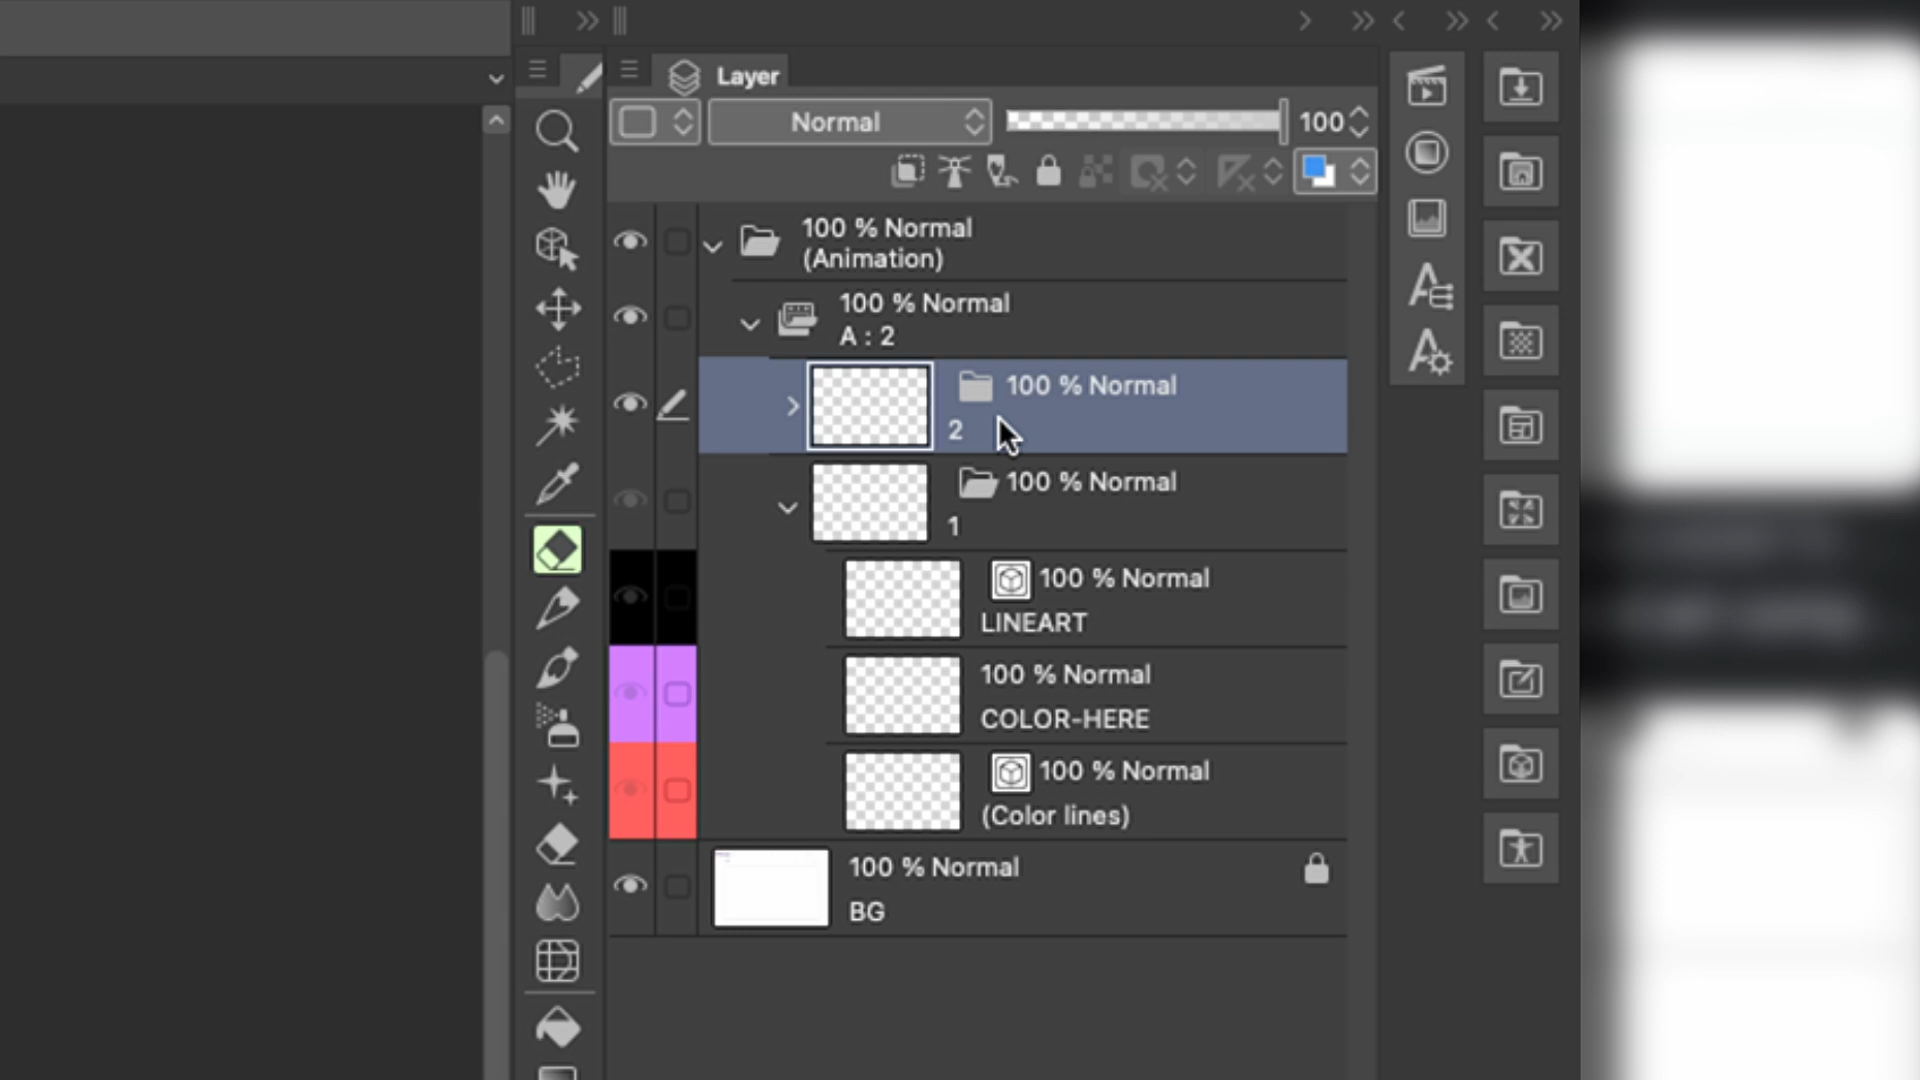 Layer
Normal
100
100 % Normal
(Animation)
100 % Normal
A : 2
100 % Normal
2
100 % Normal
1
100 % Normal
LINEART
100 % Normal
COLOR-HERE
100 % Normal
(Color lines)
100 % Normal
BG